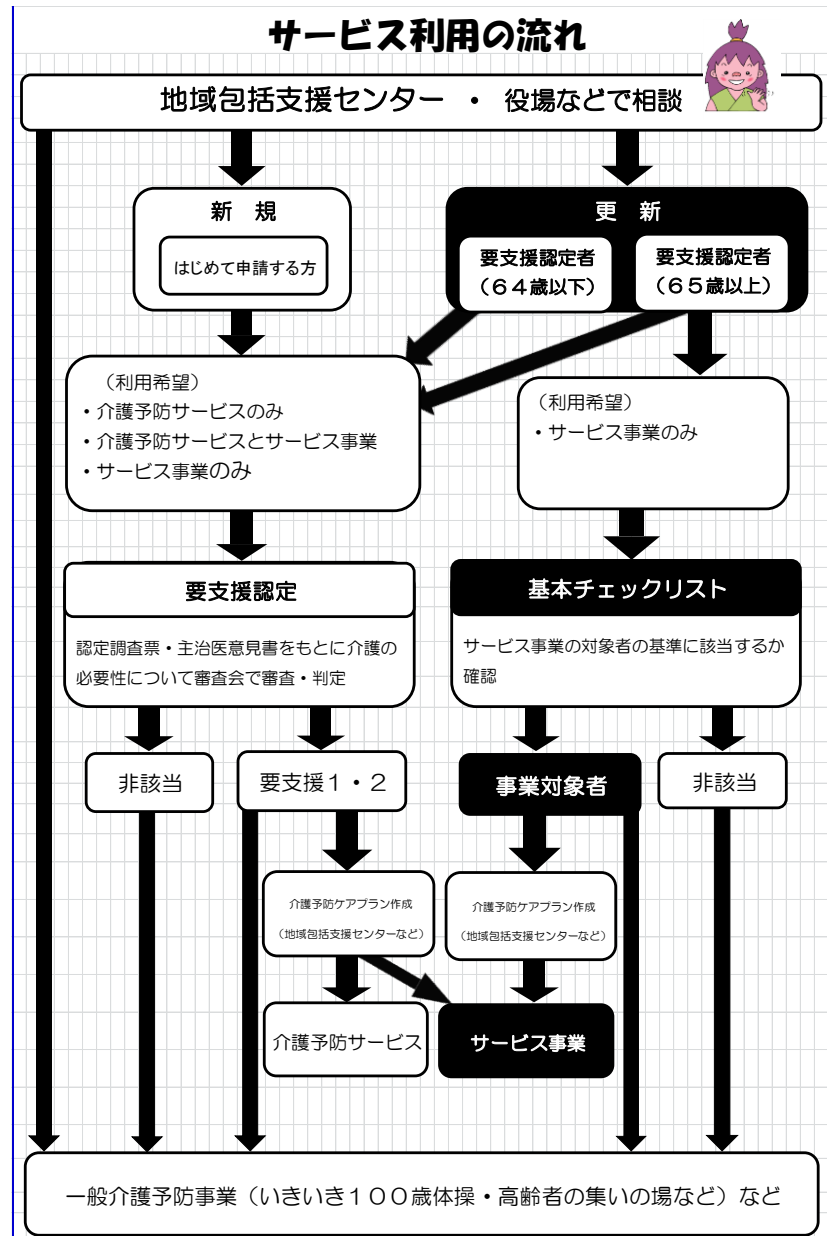 サービス利用の流れ
地域包括支援センター ・ 役場などで相談
新 規
はじめて申請する方
更 新
要支援認定者
（６４歳以下）
要支援認定者
（６５歳以上）
（利用希望）
・介護予防サービスのみ
・介護予防サービスとサービス事業
・サービス事業のみ
（利用希望）
・サービス事業のみ
要支援認定
認定調査票・主治医意見書をもとに介護の
必要性について審査会で審査・判定
基本チェックリスト
サービス事業の対象者の基準に該当するか
確認
非該当
要支援１・２
事業対象者
非該当
介護予防ケアプラン作成
（地域包括支援センターなど）
介護予防ケアプラン作成
（地域包括支援センターなど）
介護予防サービス
サービス事業
一般介護予防事業（いきいき１００歳体操・高齢者の集いの場など）など